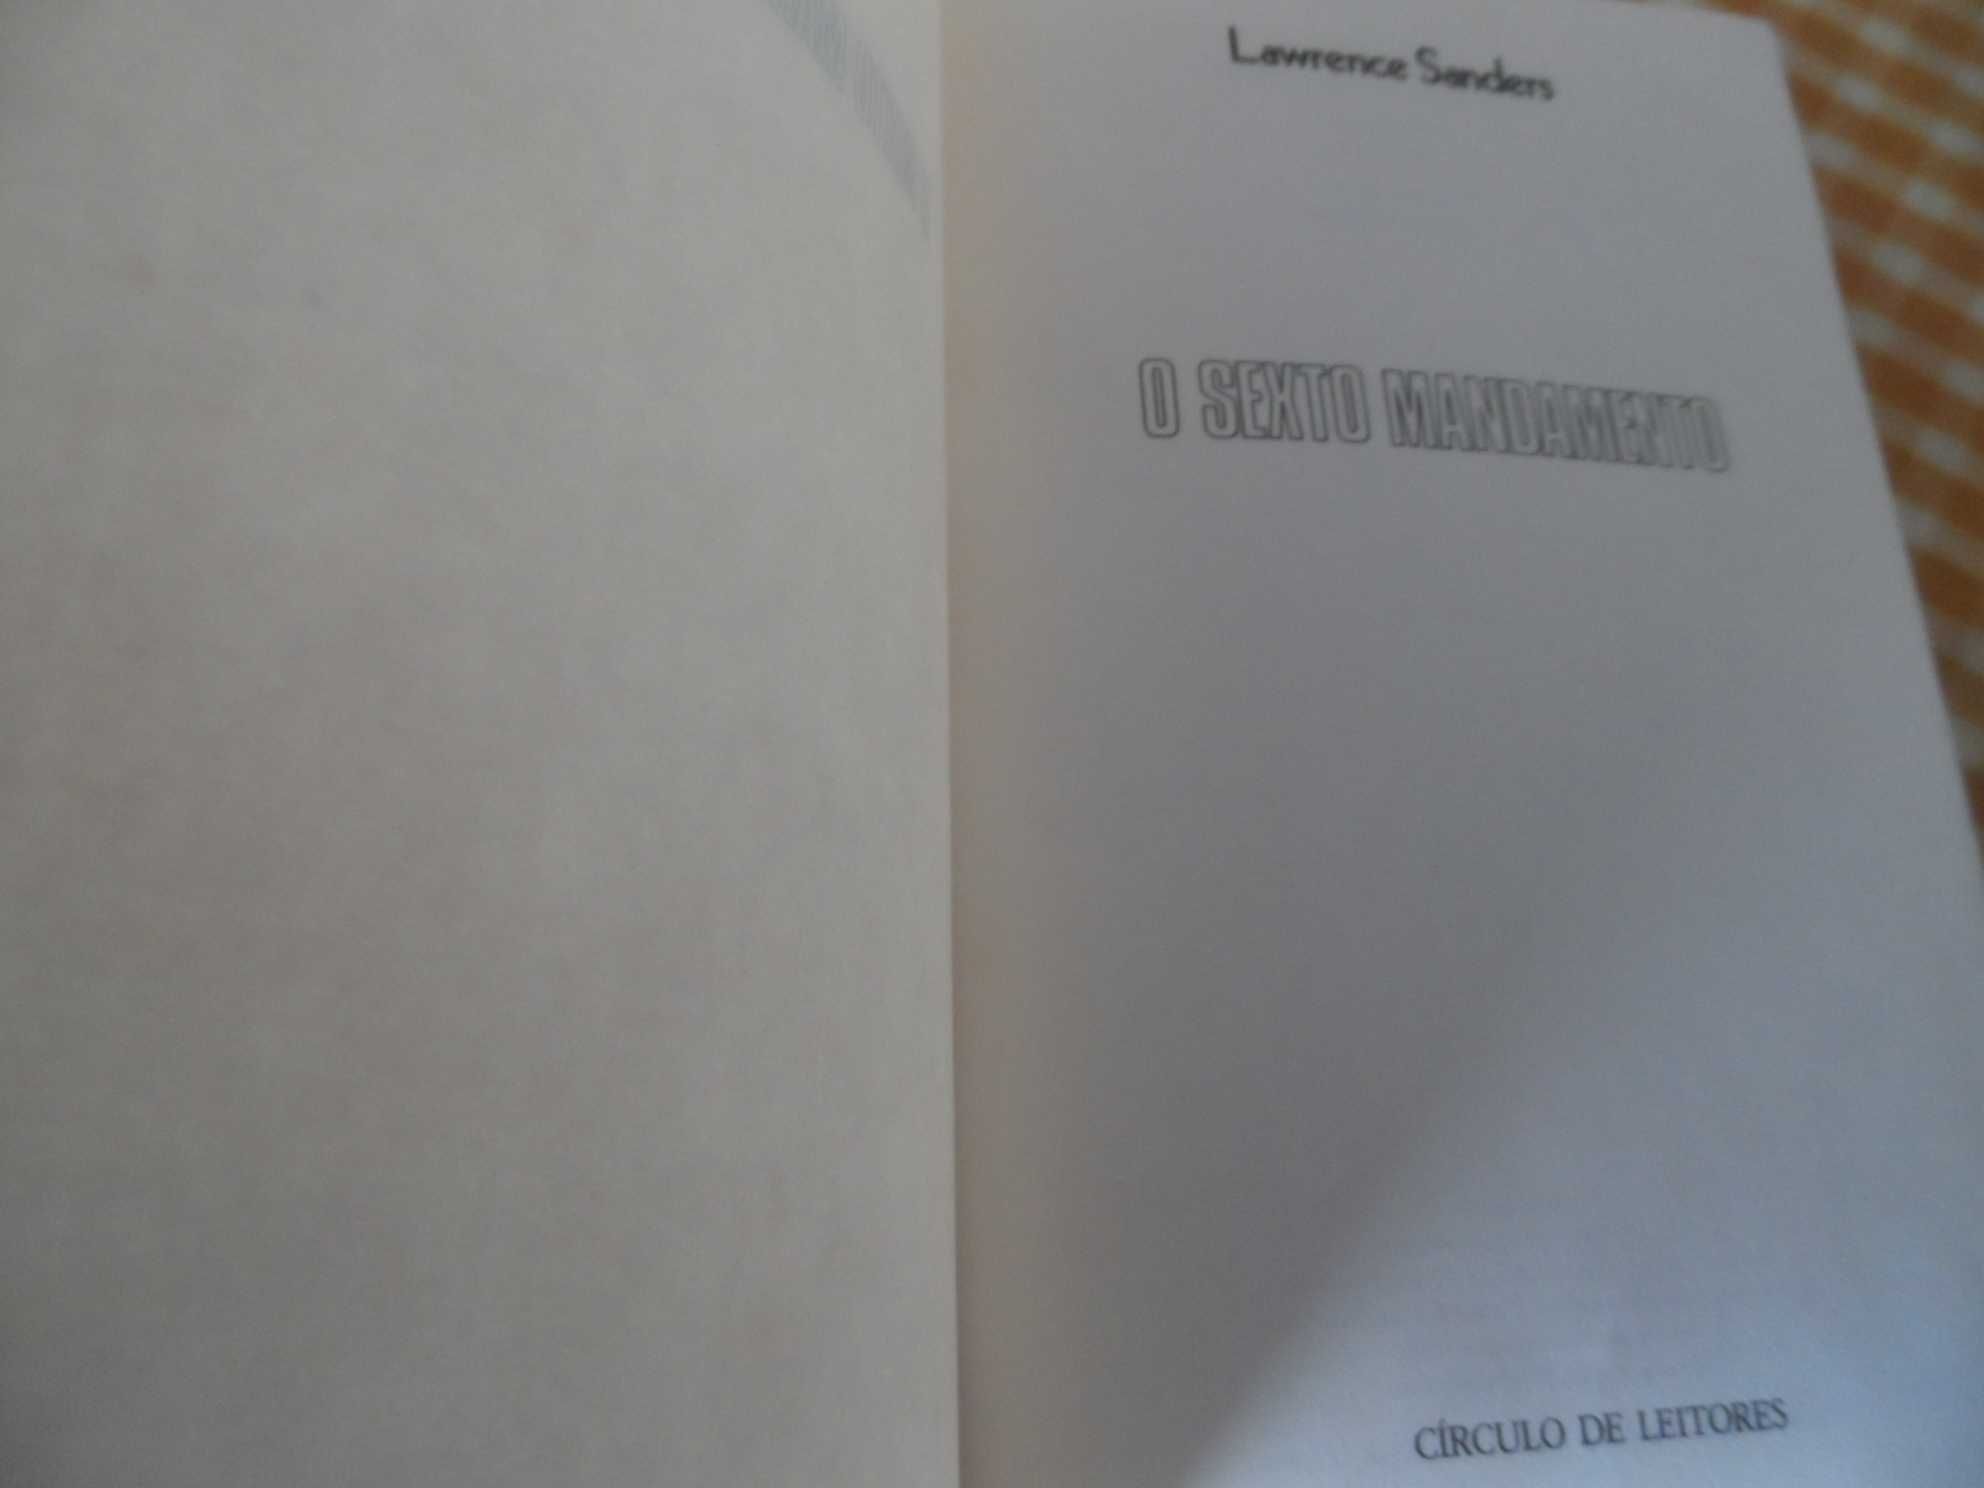 Lawrence Sanders
O SEXTO MANDAMENTO
CÍRCULO DE LEITORES